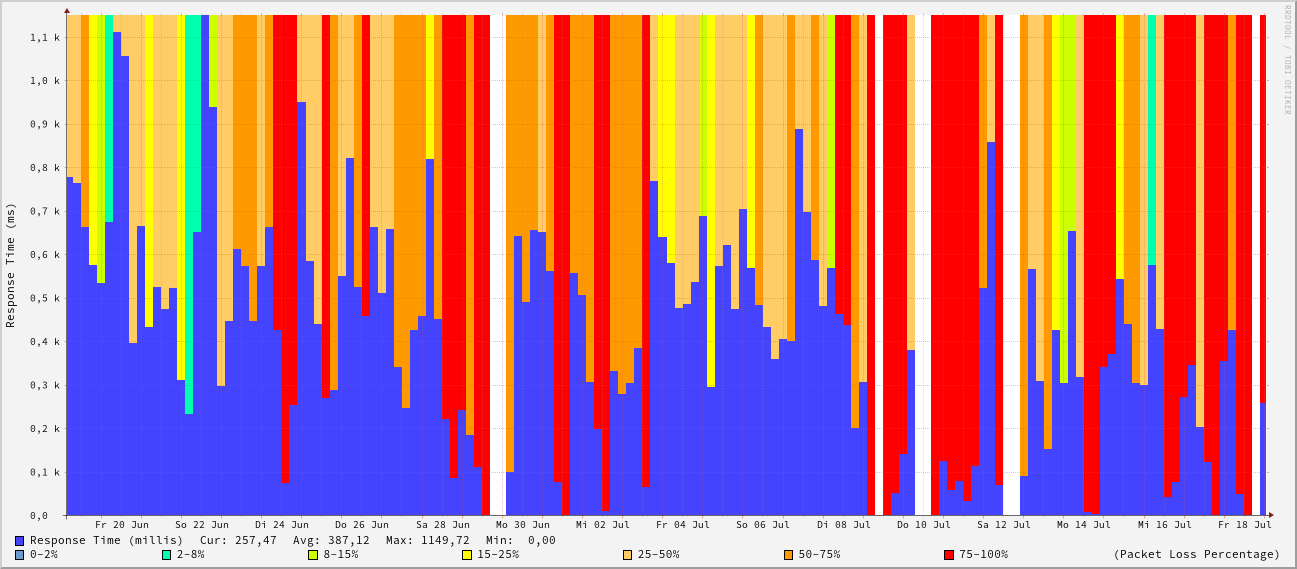 RRDTOOL / TOBI OETIKER
Response Time (ms)
1,1 k
1,0 k
0,9 k
0,8 k
0,7 k
0,6 k
0,5 k
0,4 k
0,3 k
0,2 k
0,1 k
0,0
Fr 20 Jun So 22 Jun Di 24 Jun Do 26 Jun Sa 28 Jun Mo 30 Jun Mi 02 Jul Fr 04 Jul So 06 Jul Di 08 Jul Do 10 Jul Sa 12 Jul Mo 14 Jul Mi 16 Jul Fr 18 Jul
Response Time (millis) Cur: 257,47 Avg: 387,12 Max: 1149,72 Min: 0,00
0-2% 2-8% 8-15% 15-25% 25-50% 50-75% 75-100% (Packet Loss Percentage)